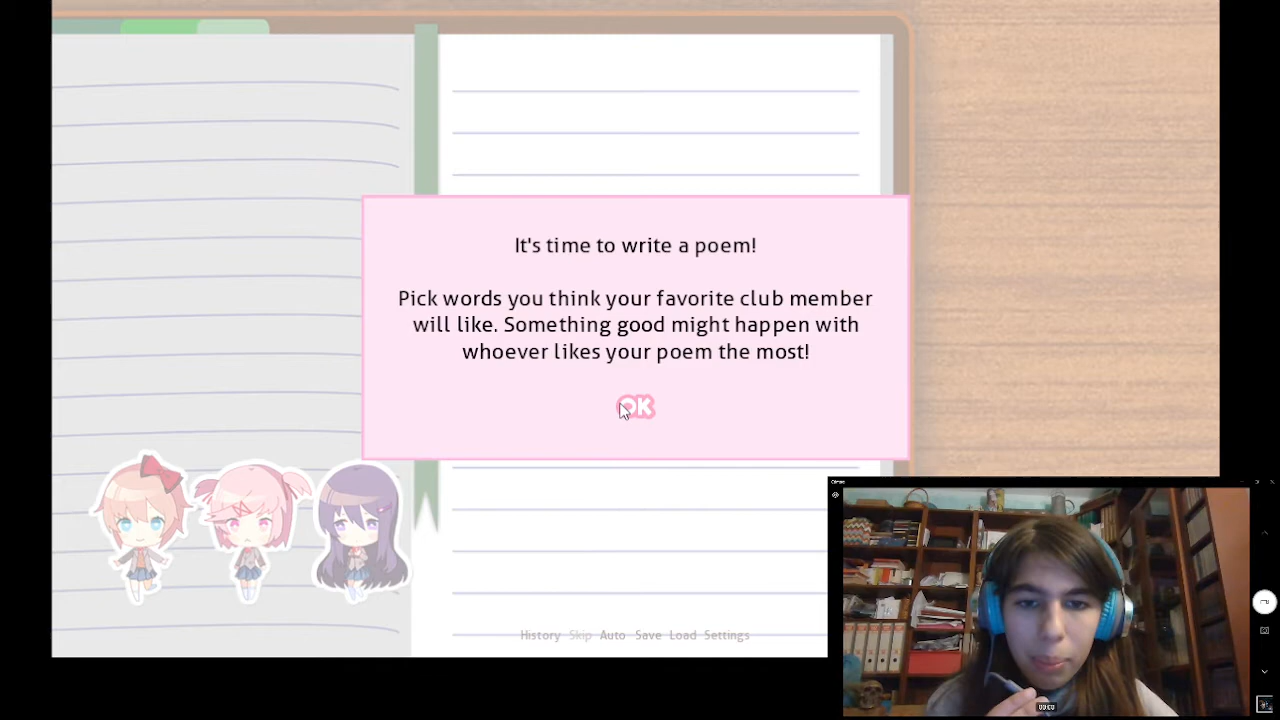 It's time to write a poem!
Pick words you think your favorite club member
will like. Something good might happen with
whoever likes your poem the most!
OK
History Skip Auto Save Load Settings